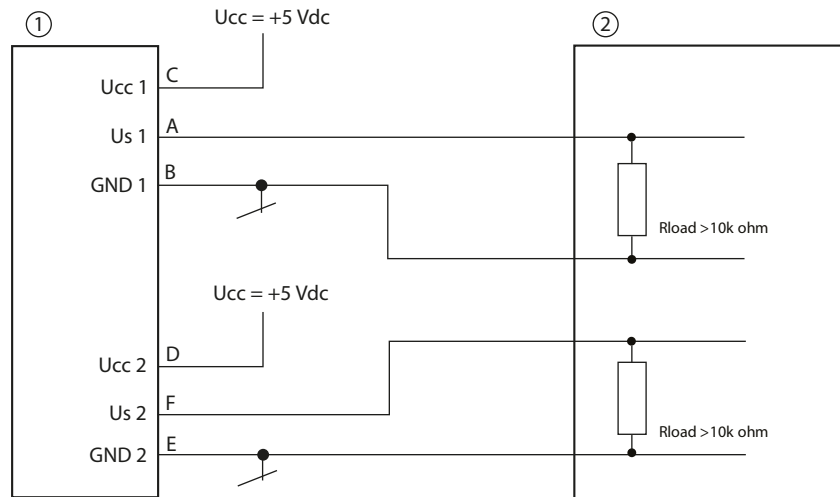 1
Ucc = +5 Vdc
2
Ucc 1
C
Us 1
A
GND 1
B
Rload >10k ohm
Ucc = +5 Vdc
Ucc 2
D
Us 2
F
GND 2
E
Rload >10k ohm